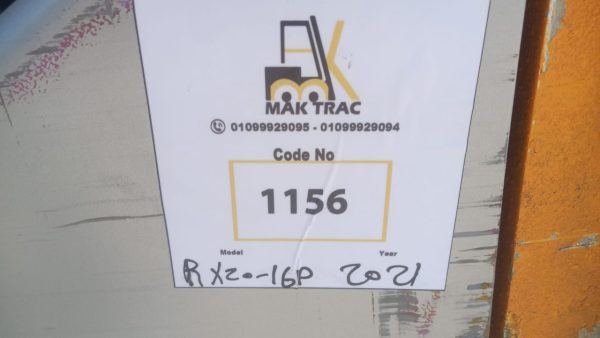 MAK TRAC
01099929095 - 01099929094
Code No
1156
Model Year
RX20-16P 2021